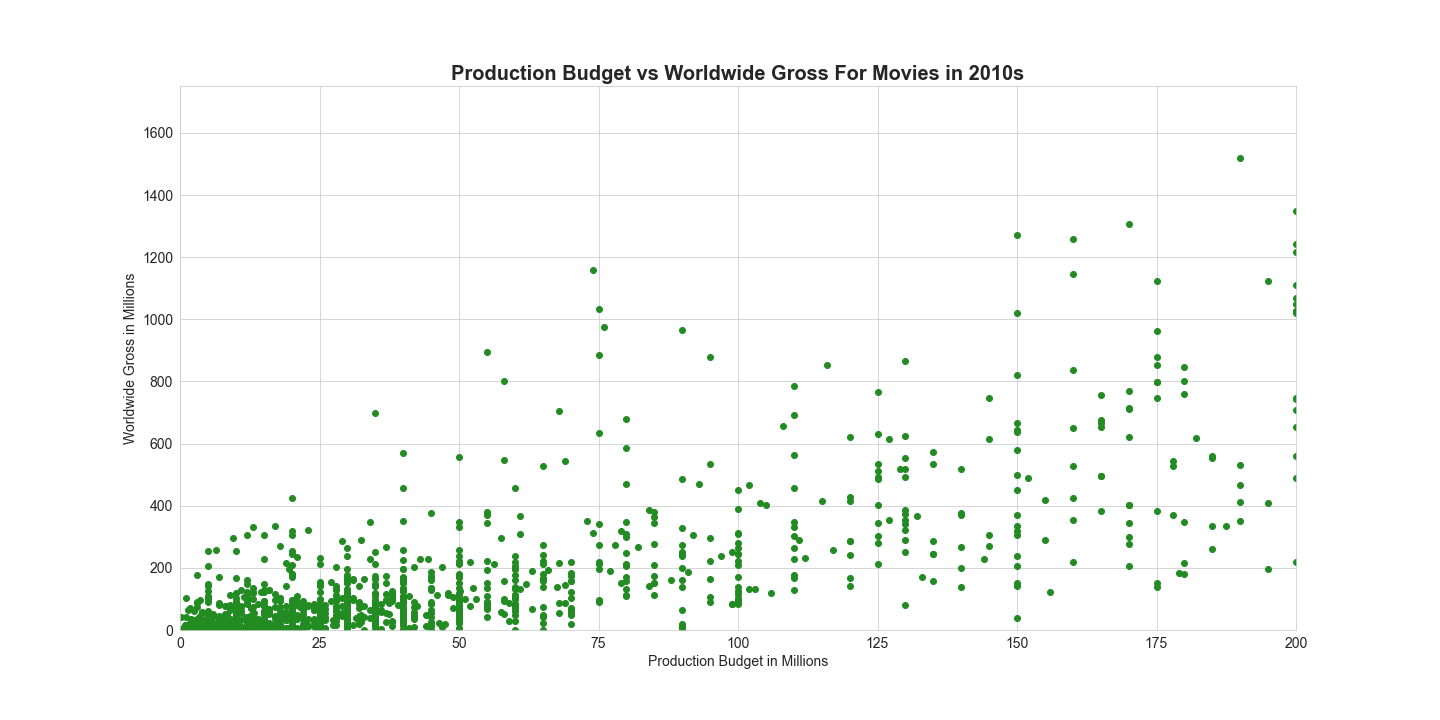 Production Budget vs Worldwide Gross For Movies in 2010s
Worldwide Gross in Millions
1600
1400
1200
1000
800
600
400
200
0
0 25 50 75 100 125 150 175 200
Production Budget in Millions